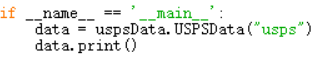 if __name__ == '__main__':
    data = uspsData.USPSData("usps")
    data.print()